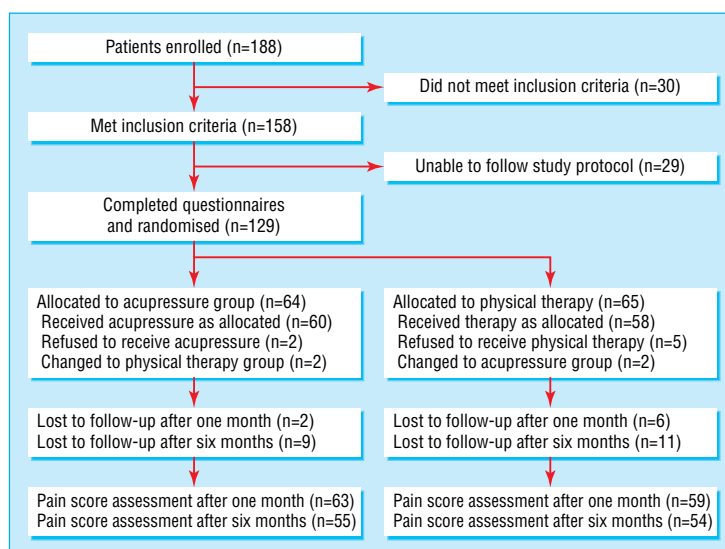 Patients enrolled (n=188)
Did not meet inclusion criteria (n=30)
Met inclusion criteria (n=158)
Unable to follow study protocol (n=29)
Completed questionnaires
and randomised (n=129)
Allocated to acupressure group (n=64)
Received acupressure as allocated (n=60)
Refused to receive acupressure (n=2)
Changed to physical therapy group (n=2)
Allocated to physical therapy (n=65)
Received therapy as allocated (n=58)
Refused to receive physical therapy (n=5)
Changed to acupressure group (n=2)
Lost to follow-up after one month (n=2)
Lost to follow-up after six months (n=9)
Lost to follow-up after one month (n=6)
Lost to follow-up after six months (n=11)
Pain score assessment after one month (n=63)
Pain score assessment after six months (n=55)
Pain score assessment after one month (n=59)
Pain score assessment after six months (n=54)